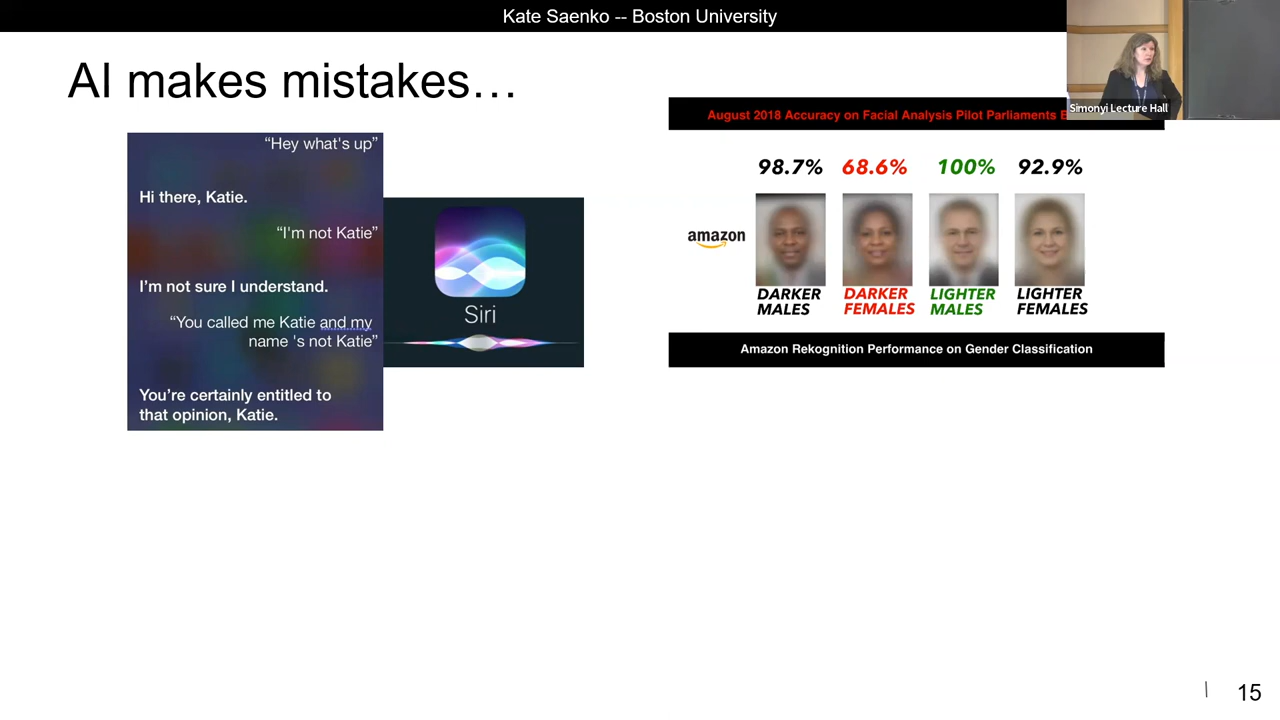 Kate Saenko -- Boston University
AI makes mistakes…
"Hey what's up"
Hi there, Katie.
"I'm not Katie"
I'm not sure I understand.
“You called me Katie and my
name 's not Katie”
You're certainly entitled to
that opinion, Katie.
Siri
Simonyi Lecture Hall
August 2018 Accuracy on Facial Analysis Pilot Parliaments
98.7% 68.6% 100% 92.9%
amazon
DARKER MALES
DARKER FEMALES
LIGHTER MALES
LIGHTER FEMALES
Amazon Rekognition Performance on Gender Classification
15